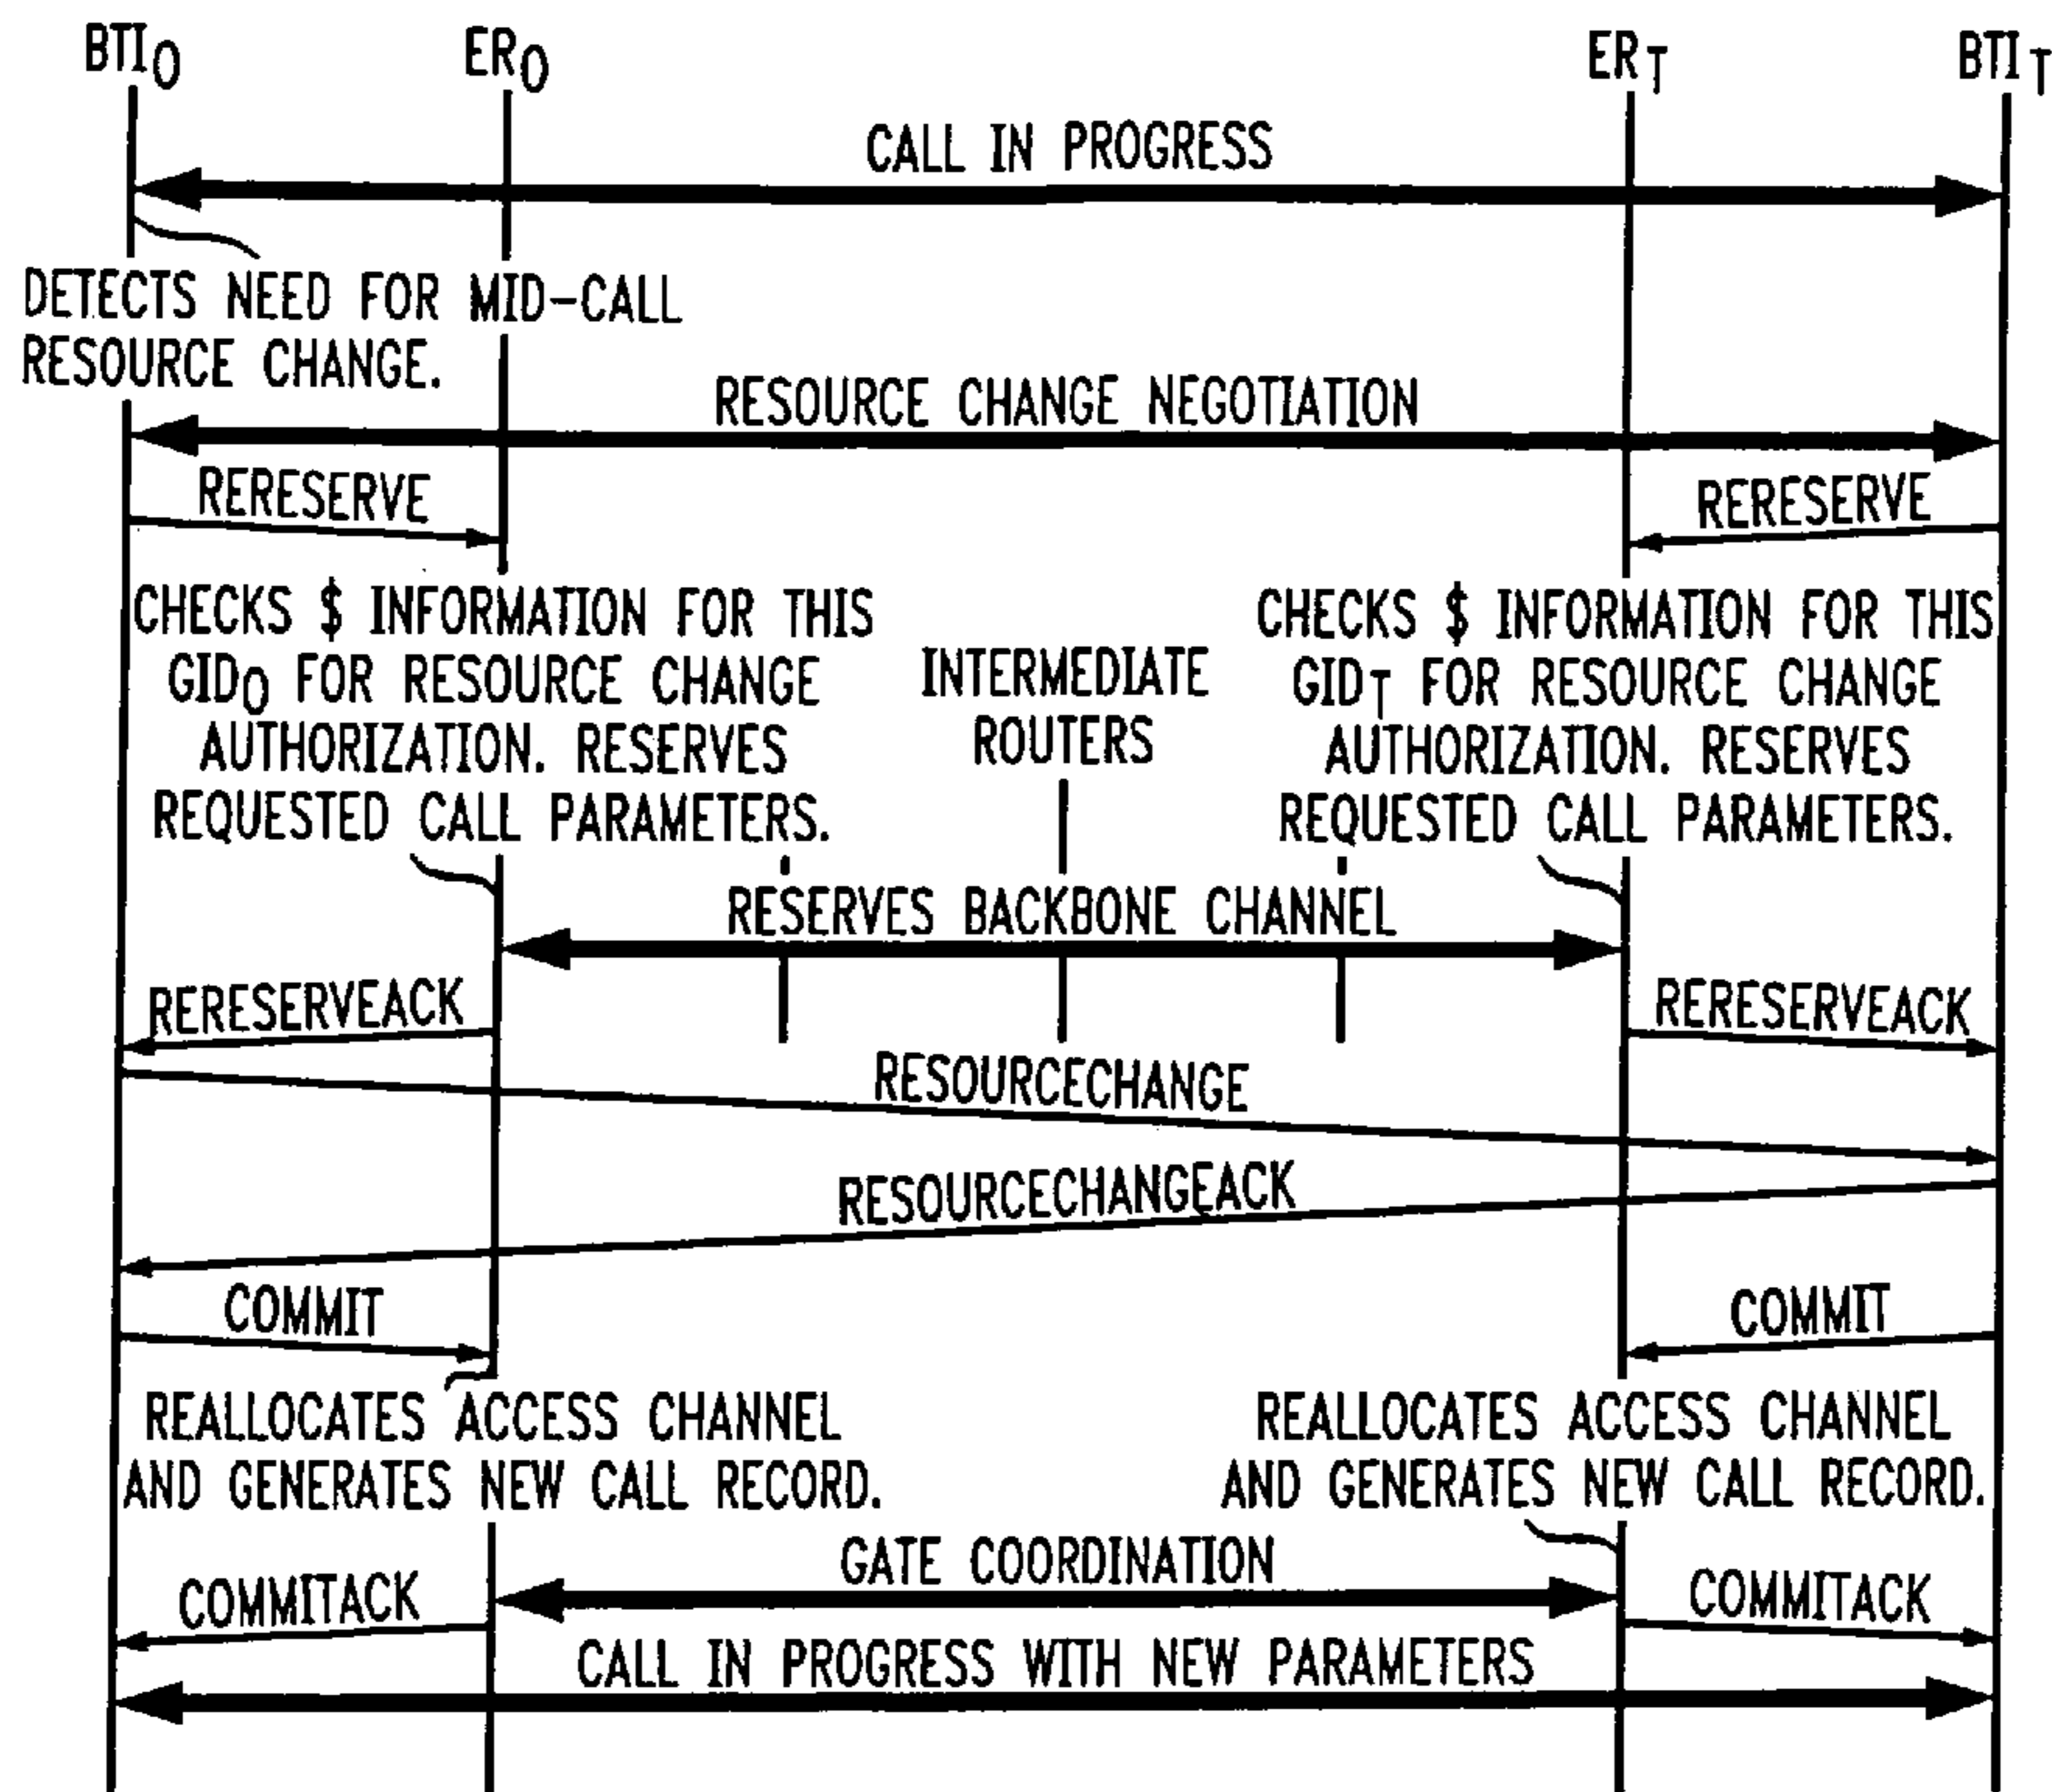 BTIO
ERO
ERT
BTIT
CALL IN PROGRESS
DETECTS NEED FOR MID-CALL
RESOURCE CHANGE.
RESOURCE CHANGE NEGOTIATION
RERESERVE
RERESERVE
CHECKS $ INFORMATION FOR THIS
GIDO FOR RESOURCE CHANGE
AUTHORIZATION. RESERVES
REQUESTED CALL PARAMETERS.
INTERMEDIATE
ROUTERS
CHECKS $ INFORMATION FOR THIS
GIDT FOR RESOURCE CHANGE
AUTHORIZATION. RESERVES
REQUESTED CALL PARAMETERS.
RESERVES BACKBONE CHANNEL
RERESERVEACK
RERESERVEACK
RESOURCECHANGE
RESOURCECHANGEACK
COMMIT
COMMIT
REALLOCATES ACCESS CHANNEL
AND GENERATES NEW CALL RECORD.
REALLOCATES ACCESS CHANNEL
AND GENERATES NEW CALL RECORD.
GATE COORDINATION
COMMITACK
COMMITACK
CALL IN PROGRESS WITH NEW PARAMETERS